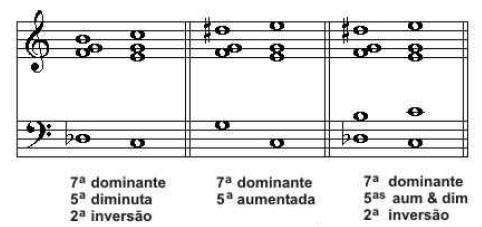 7ª dominante
5ª diminuta
2ª inversão
7ª dominante
5ª aumentada
7ª dominante
5ªˢ aum & dim
2ª inversão